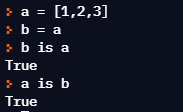 > a = [1,2,3]
> b = a
> b is a
True
> a is b
True